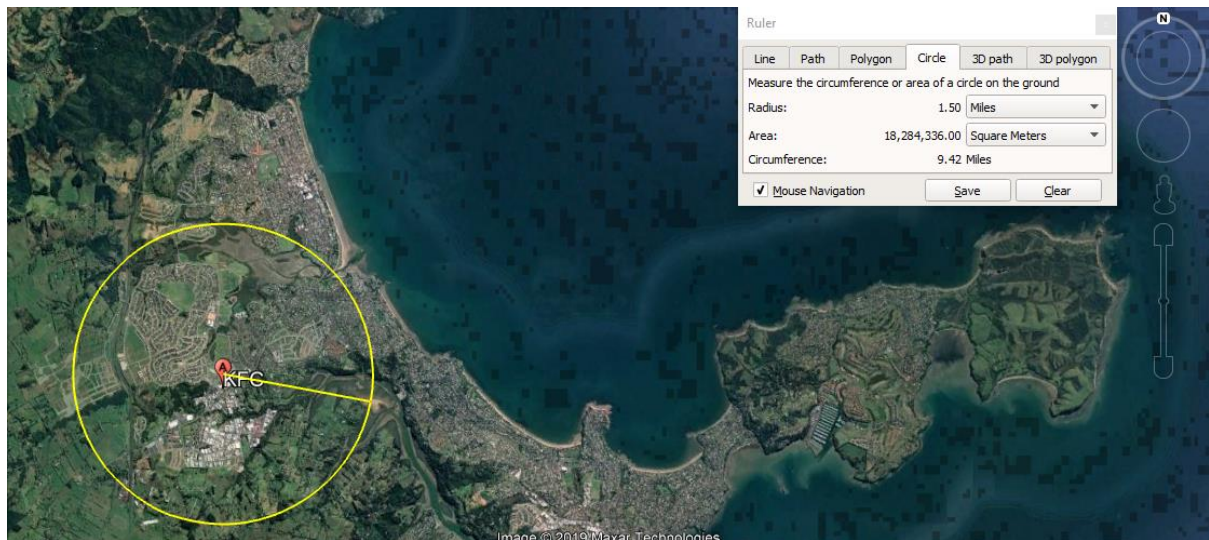 Ruler
Line Path Polygon Circle 3D path 3D polygon
Measure the circumference or area of a circle on the ground
Radius: 1.50 Miles
Area: 18,284,336.00 Square Meters
Circumference: 9.42 Miles
Mouse Navigation Save Clear
N
A
KFC
Image © 2019 Maxar Technologies